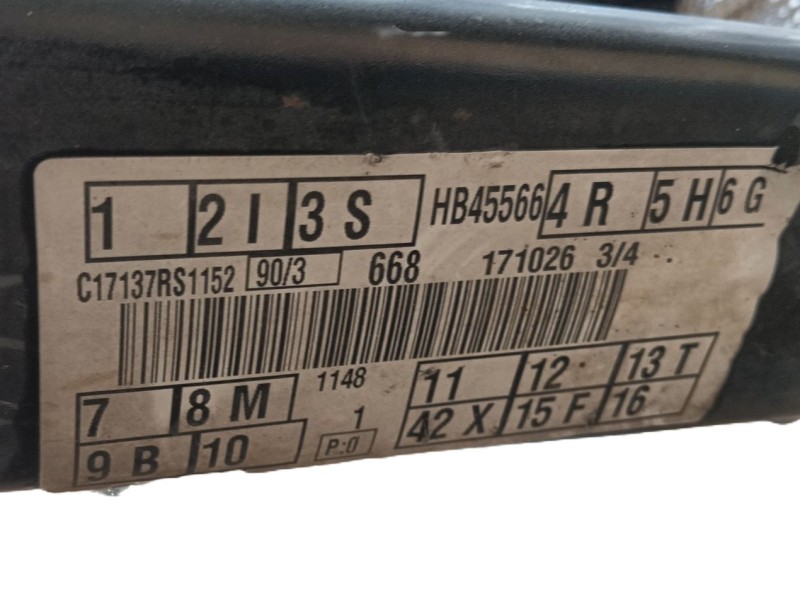 1 2 I 3 S HB45566 4 R 5 H 6 G
C17137RS1152 90/3 668 171026 3/4
7 8 M 1148 11 12 13 T
9 B 10 1 P:0 42 X 15 F 16